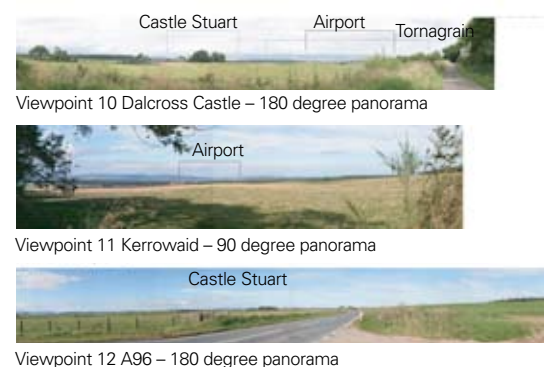 Castle Stuart Airport
Tornagrain
Viewpoint 10 Dalcross Castle – 180 degree panorama
Airport
Viewpoint 11 Kerrowaid – 90 degree panorama
Castle Stuart
Viewpoint 12 A96 – 180 degree panorama